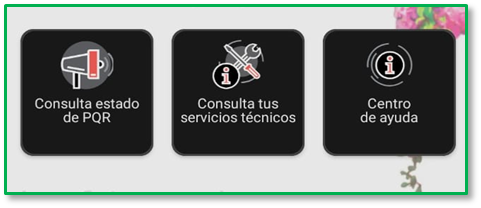 Consulta estado
de PQR
Consulta tus
servicios técnicos
Centro
de ayuda